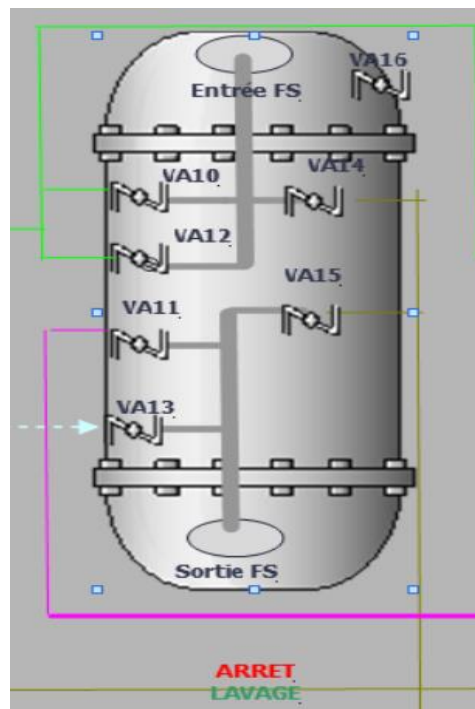 VA16
Entrée FS
VA10
VA14
VA12
VA15
VA11
VA13
Sortie FS
ARRET
LAVAGE